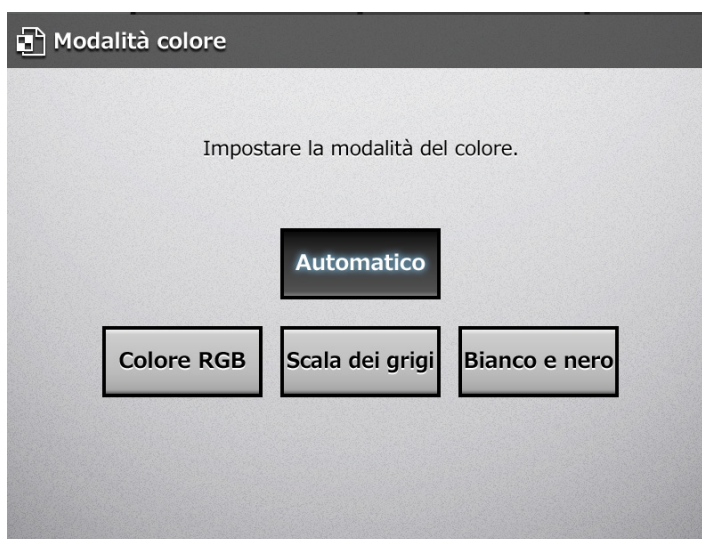 Modalità colore
Impostare la modalità del colore.
Automatico
Colore RGB
Scala dei grigi
Bianco e nero